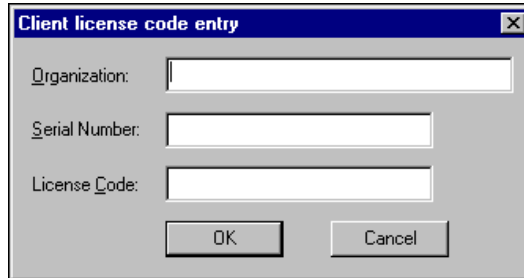 Client license code entry
Organization:
Serial Number:
License Code:
OK Cancel